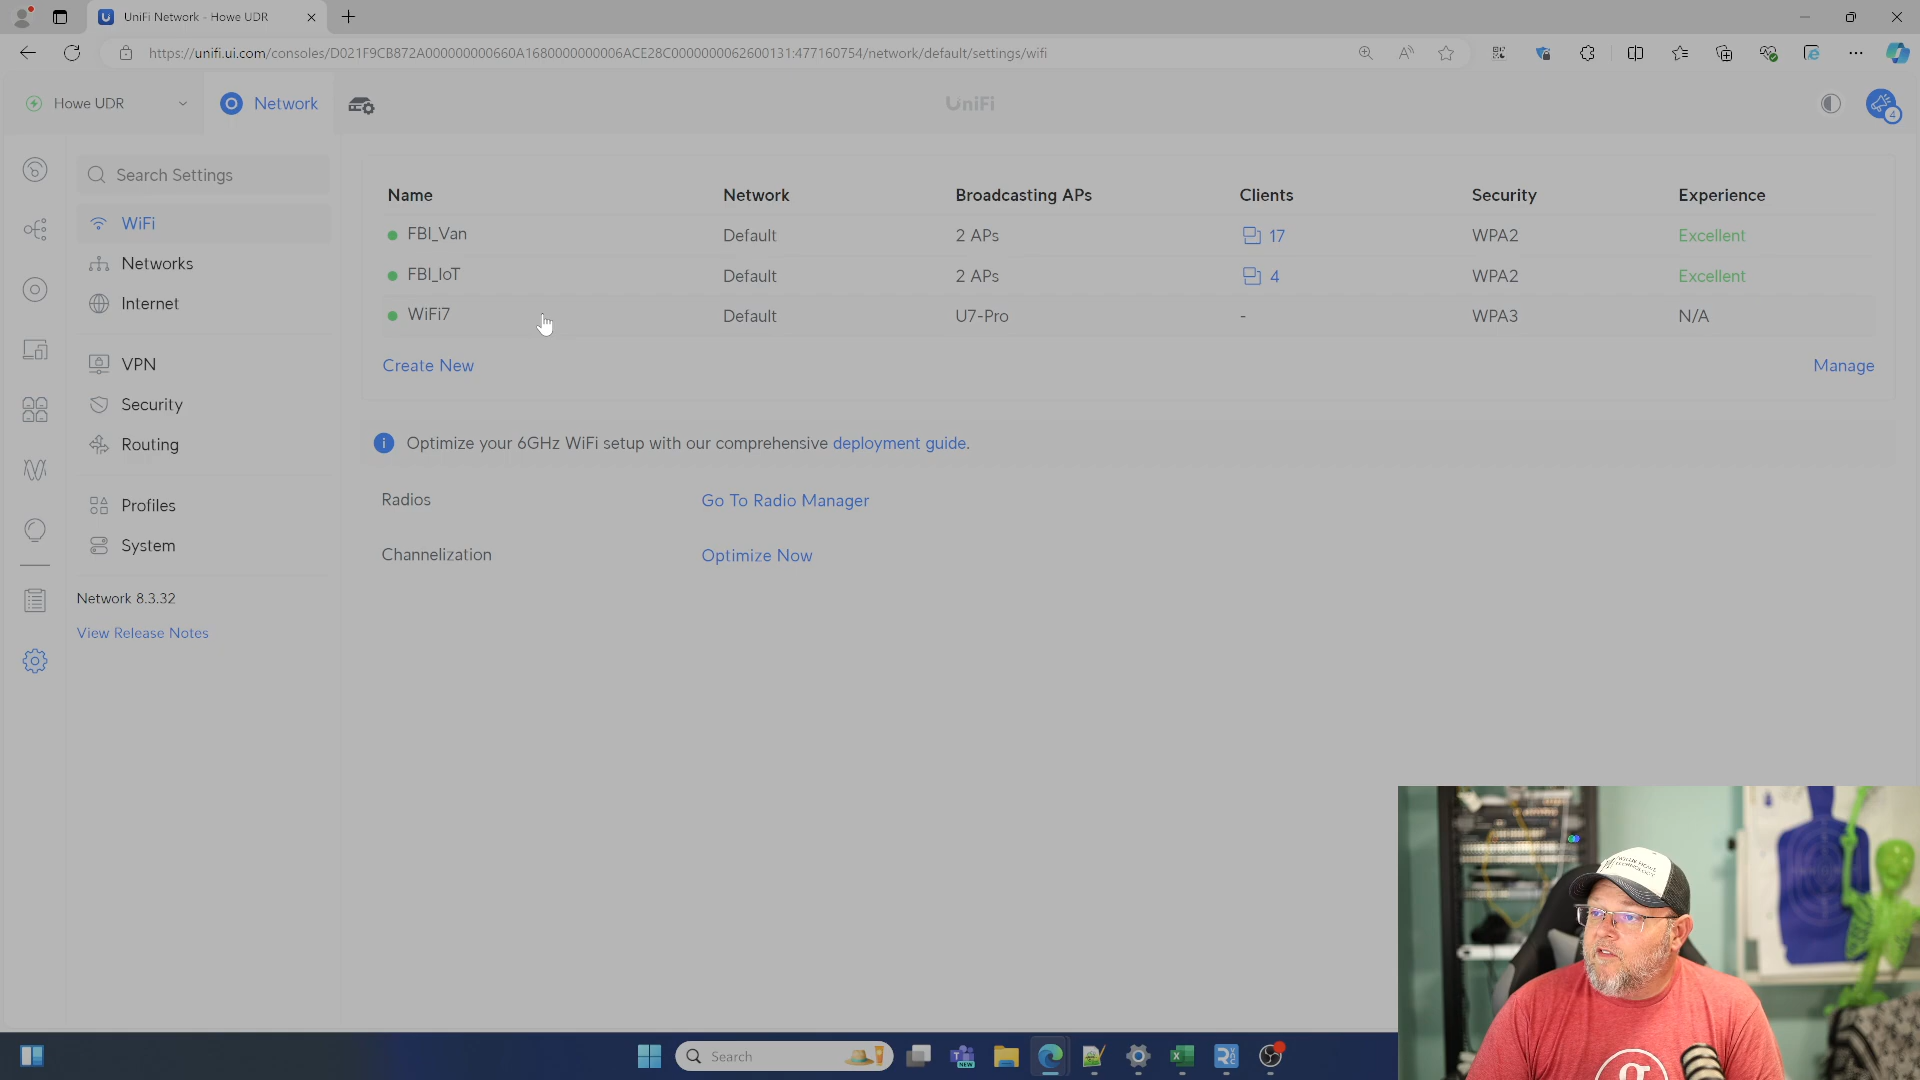 UniFi Network - Howe UDR
https://unifi.ui.com/consoles/D021F9CB872A000000000660A1680000000006ACE28C0000000062600131:477160754/network/default/settings/wifi
Howe UDR
Network
UniFi
4
Search Settings
WiFi
Networks
Internet
VPN
Security
Routing
Profiles
System
Network 8.3.32
View Release Notes
Name Network Broadcasting APs Clients Security Experience
FBI_Van Default 2 APs 17 WPA2 Excellent
FBI_IoT Default 2 APs 4 WPA2 Excellent
WiFi7 Default U7-Pro - WPA3 N/A
Create New Manage
Optimize your 6GHz WiFi setup with our comprehensive deployment guide.
Radios Go To Radio Manager
Channelization Optimize Now
Search
NEW